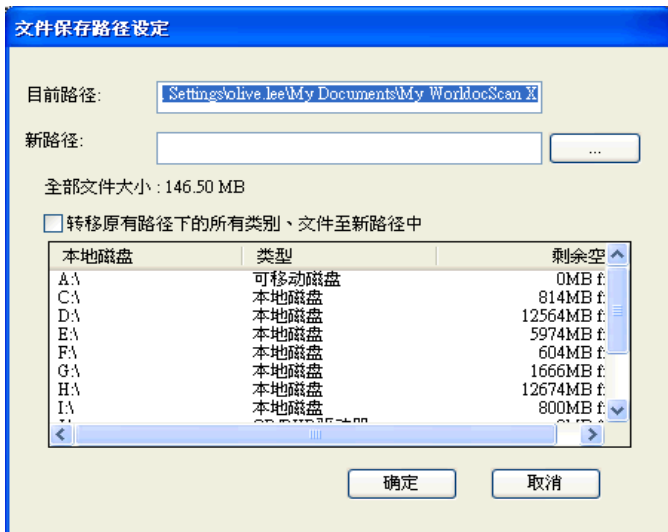 文件保存路径设定
目前路径: Settings\olive.lee\My Documents\My WorldocScan X
新路径: ...
全部文件大小 : 146.50 MB
转移原有路径下的所有类别、文件至新路径中
本地磁盘 类型 剩余空
A:\ 可移动磁盘 0MB f
C:\ 本地磁盘 814MB f
D:\ 本地磁盘 12564MB f
E:\ 本地磁盘 5974MB f
F:\ 本地磁盘 604MB f
G:\ 本地磁盘 1666MB f
H:\ 本地磁盘 12674MB f
I:\ 本地磁盘 800MB f
确定 取消